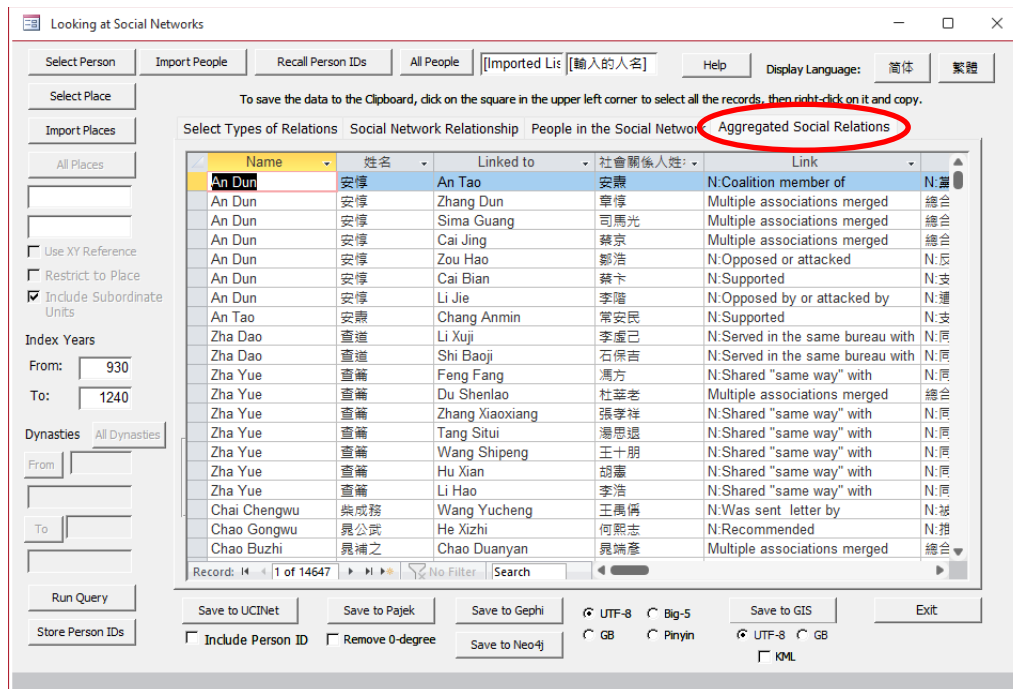 Looking at Social Networks
Select Person Import People Recall Person IDs All People [Imported Lis [輸入的人名] Help Display Language: 简体 繁體
Select Place
To save the data to the Clipboard, click on the square in the upper left corner to select all the records, then right-click on it and copy.
Import Places
Select Types of Relations Social Network Relationship People in the Social Network Aggregated Social Relations
All Places
Use XY Reference
Restrict to Place
Include Subordinate
Units
Index Years
From: 930
To: 1240
Dynasties All Dynasties
From
To
Run Query
Store Person IDs
Name 姓名 Linked to 社會關係人姓 Link
An Dun 安惇 An Tao 安燾 N:Coalition member of N:黨
An Dun 安惇 Zhang Dun 章惇 Multiple associations merged 總合
An Dun 安惇 Sima Guang 司馬光 Multiple associations merged 總合
An Dun 安惇 Cai Jing 蔡京 Multiple associations merged 總合
An Dun 安惇 Zou Hao 鄒浩 N:Opposed or attacked N:反
An Dun 安惇 Cai Bian 蔡卞 N:Supported N:支
An Dun 安惇 Li Jie 李階 N:Opposed by or attacked by N:遭
An Tao 安燾 Chang Anmin 常安民 N:Supported N:支
Zha Dao 查道 Li Xuji 李虛己 N:Served in the same bureau with N:同
Zha Dao 查道 Shi Baoji 石保吉 N:Served in the same bureau with N:同
Zha Yue 查籥 Feng Fang 馮方 N:Shared "same way" with N:同
Zha Yue 查籥 Du Shenlao 杜莘老 Multiple associations merged 總合
Zha Yue 查籥 Zhang Xiaoxiang 張孝祥 N:Shared "same way" with N:同
Zha Yue 查籥 Tang Situi 湯思退 N:Shared "same way" with N:同
Zha Yue 查籥 Wang Shipeng 王十朋 N:Shared "same way" with N:同
Zha Yue 查籥 Hu Xian 胡憲 N:Shared "same way" with N:同
Zha Yue 查籥 Li Hao 李浩 N:Shared "same way" with N:同
Chai Chengwu 柴成務 Wang Yucheng 王禹偁 N:Was sent letter by N:被
Chao Gongwu 晁公武 He Xizhi 何熙志 N:Recommended N:推
Chao Buzhi 晁補之 Chao Duanyan 晁端彥 Multiple associations merged 總合
Record: 1 of 14647 No Filter Search
Save to UCINet Save to Pajek Save to Gephi UTF-8 Big-5 Save to GIS Exit
Include Person ID Remove 0-degree Save to Neo4j GB Pinyin UTF-8 GB
KML